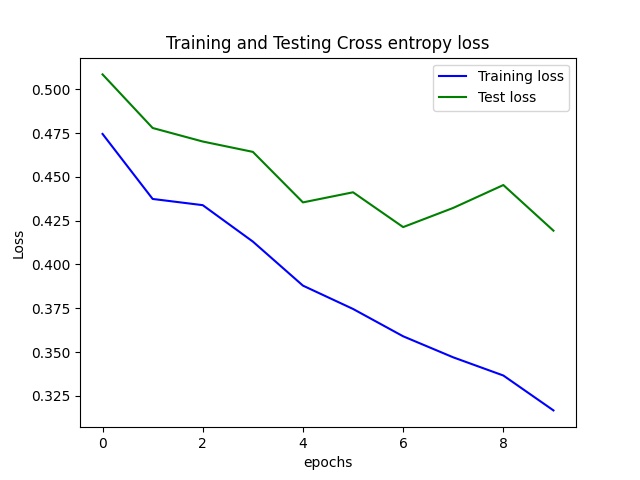 Training and Testing Cross entropy loss
Training loss
Test loss
0.500
0.475
0.450
0.425
0.400
0.375
0.350
0.325
Loss
0 2 4 6 8
epochs